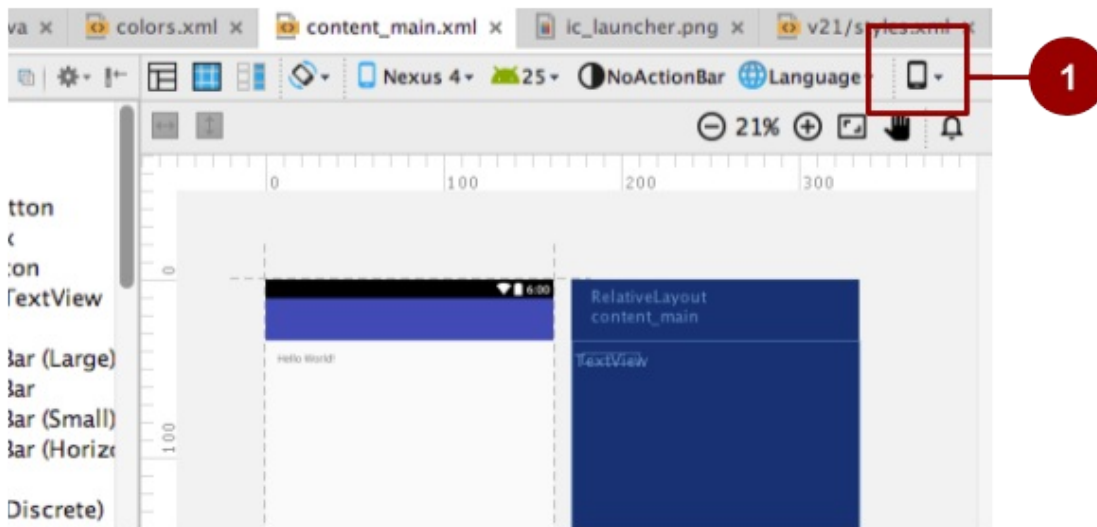 va × colors.xml × content_main.xml × ic_launcher.png × v21/styles.xml ×
Nexus 4 25 NoActionBar Language
1
21%
0 100 200 300
tton
x
ton
TextView
Bar (Large)
Bar
Bar (Small)
Bar (Horizo
Discrete)
0
100
6:00
Hello World!
RelativeLayout
content_main
TextView